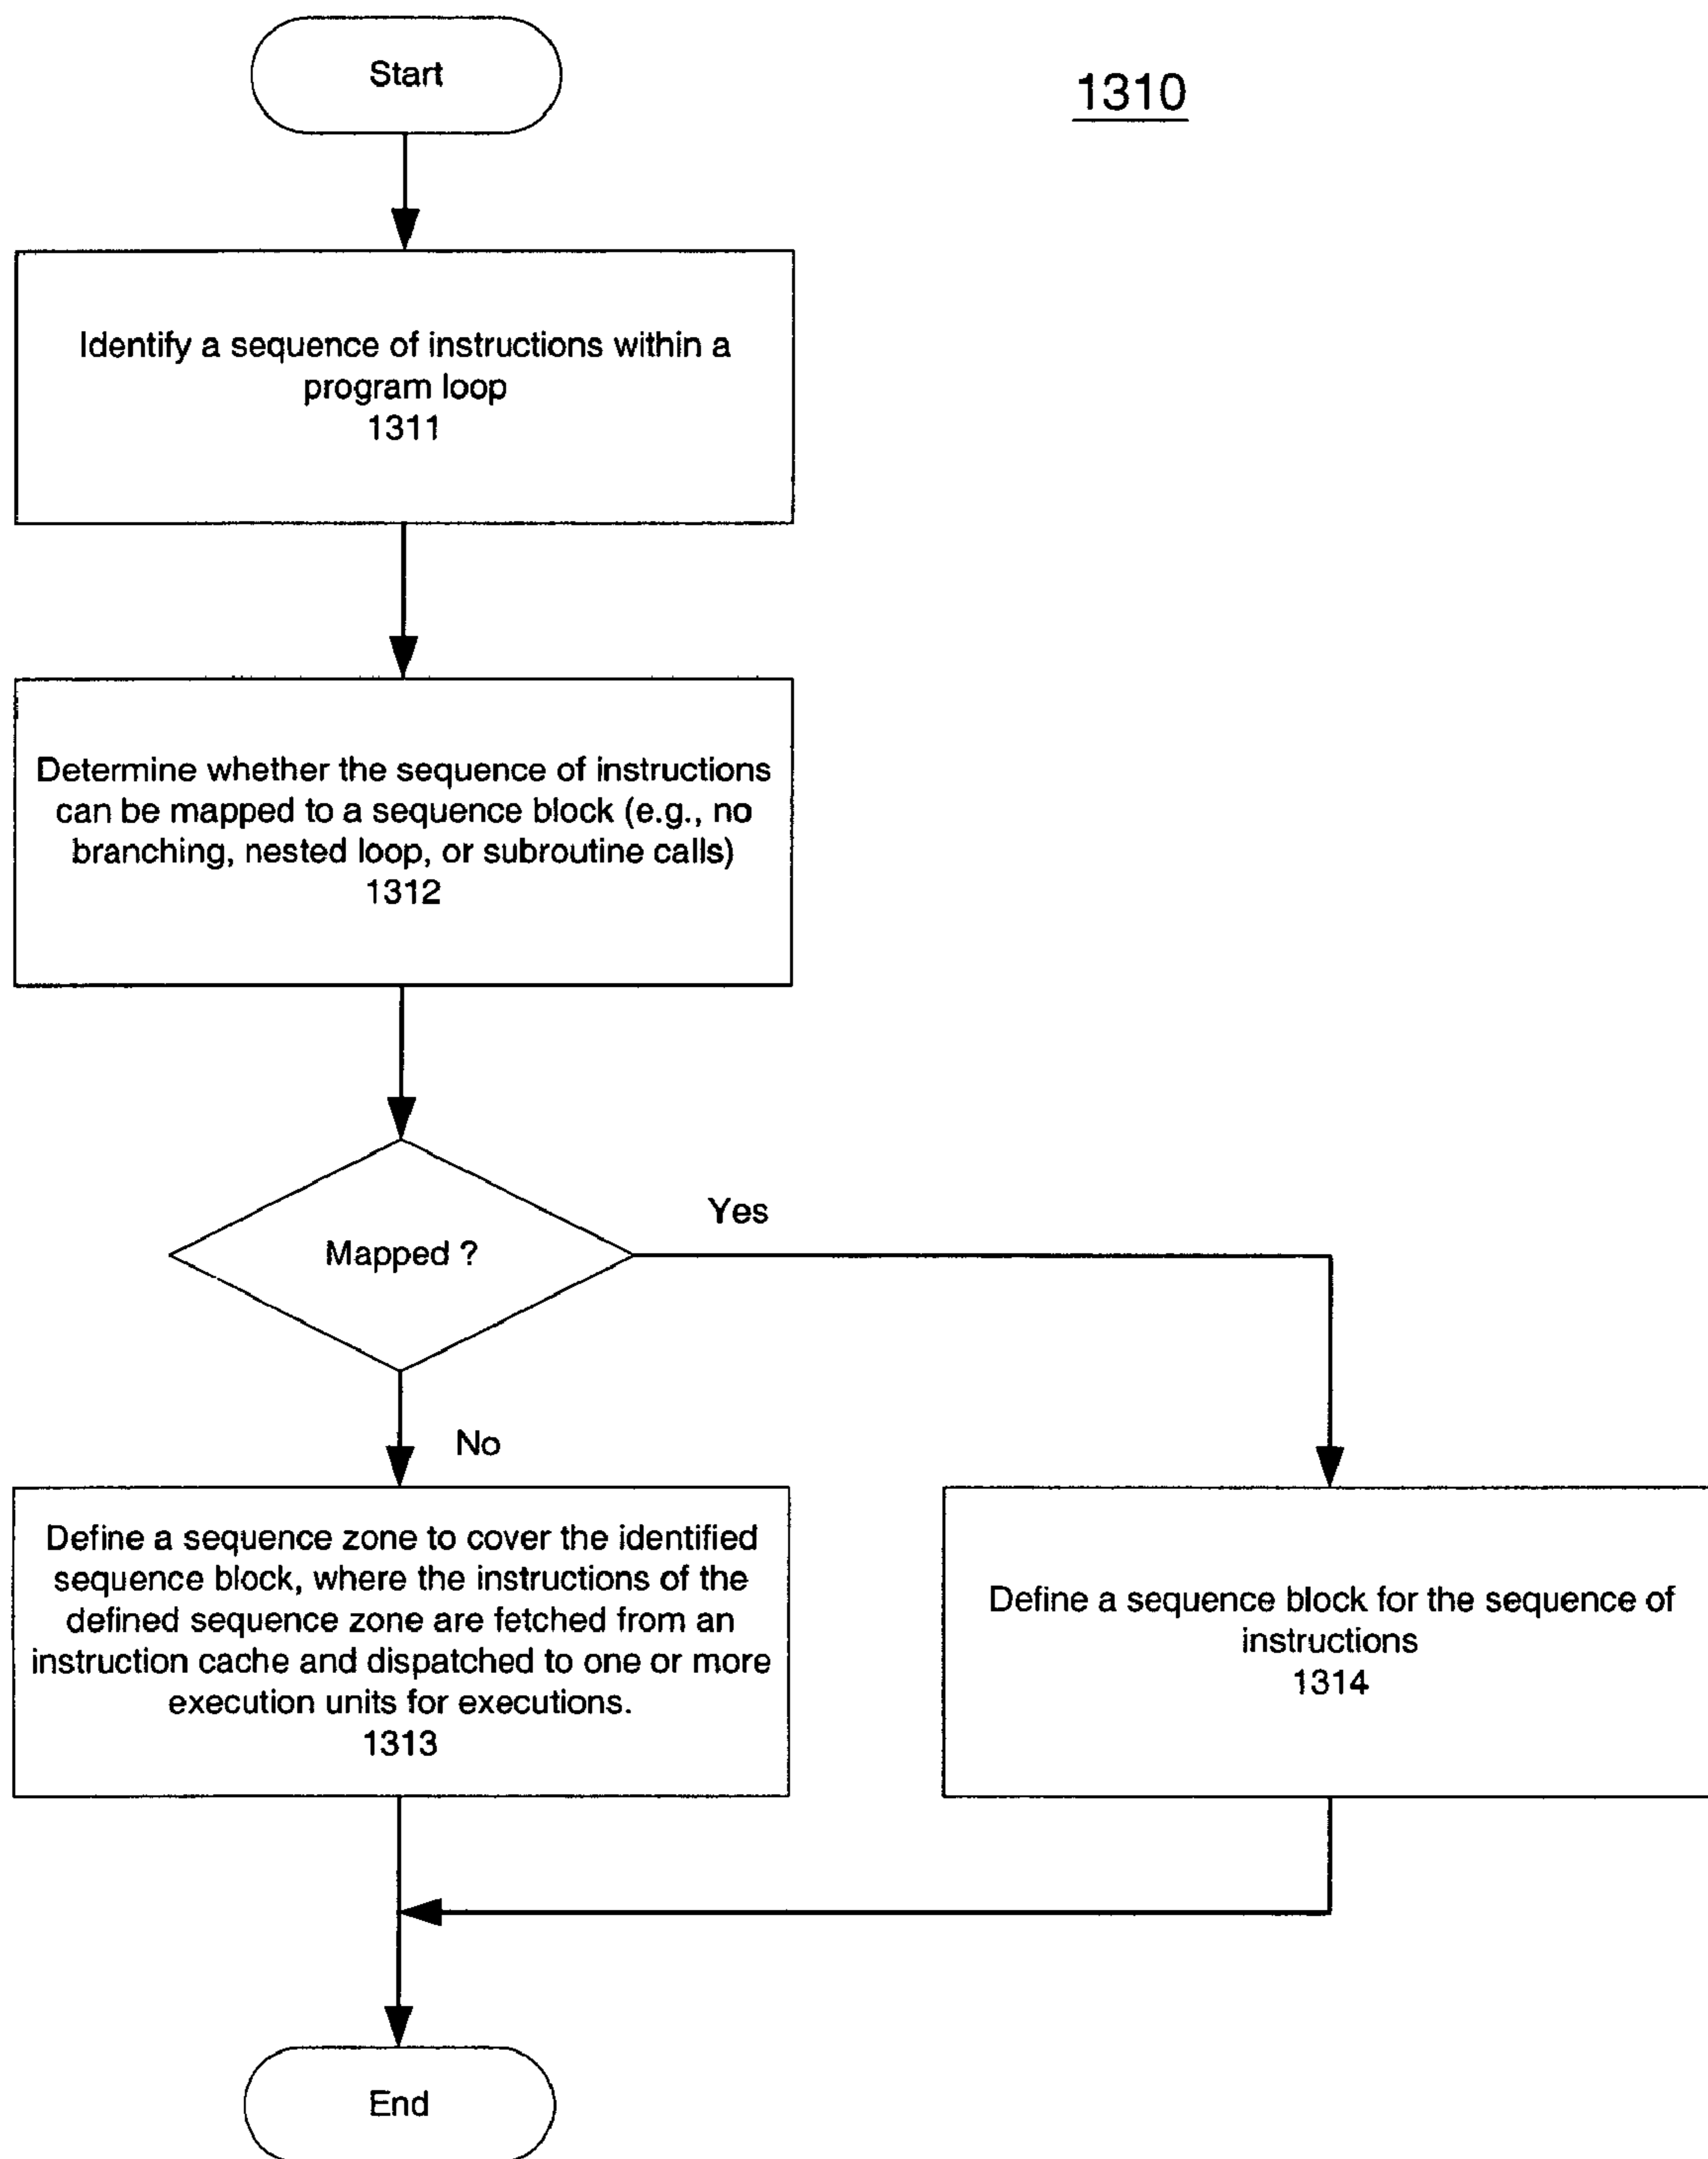 Start
1310
Identify a sequence of instructions within a
program loop
1311
Determine whether the sequence of instructions
can be mapped to a sequence block (e.g., no
branching, nested loop, or subroutine calls)
1312
Yes
Mapped ?
No
Define a sequence zone to cover the identified
sequence block, where the instructions of the
defined sequence zone are fetched from an
instruction cache and dispatched to one or more
execution units for executions.
1313
Define a sequence block for the sequence of
instructions
1314
End